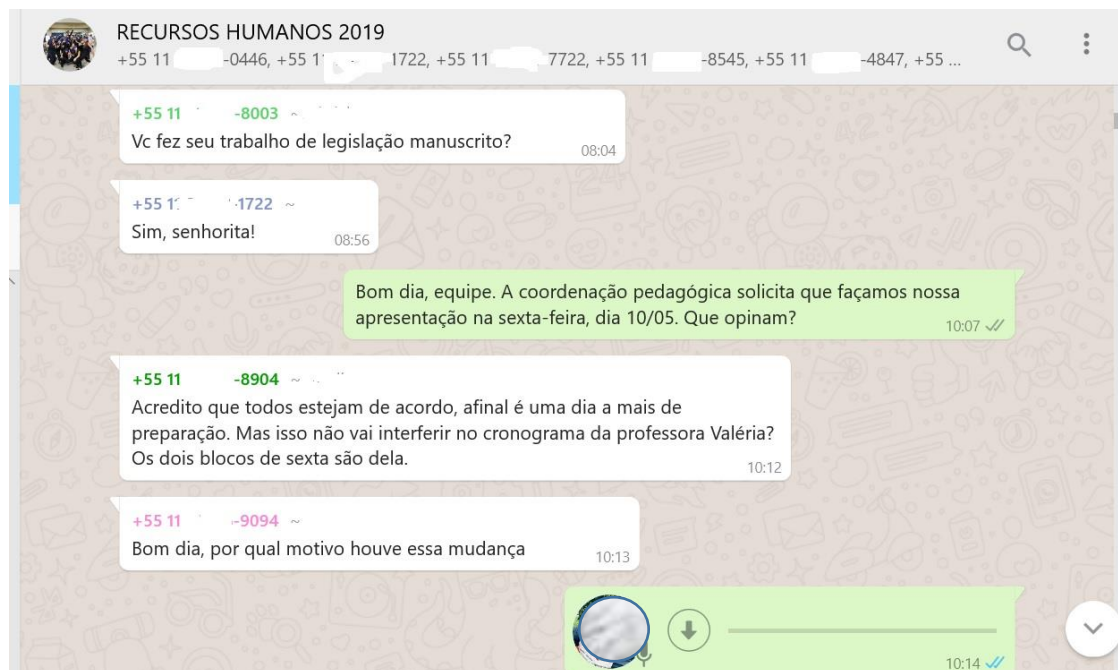 RECURSOS HUMANOS 2019
+55 11 -0446, +55 1 1722, +55 11 7722, +55 11 -8545, +55 11 -4847, +55 ...
+55 11 -8003 ~
Vc fez seu trabalho de legislação manuscrito?
08:04
+55 1 -1722 ~
Sim, senhorita!
08:56
Bom dia, equipe. A coordenação pedagógica solicita que façamos nossa
apresentação na sexta-feira, dia 10/05. Que opinam?
10:07
+55 11 -8904 ~
Acredito que todos estejam de acordo, afinal é uma dia a mais de
preparação. Mas isso não vai interferir no cronograma da professora Valéria?
Os dois blocos de sexta são dela.
10:12
+55 11 -9094 ~
Bom dia, por qual motivo houve essa mudança
10:13
10:14